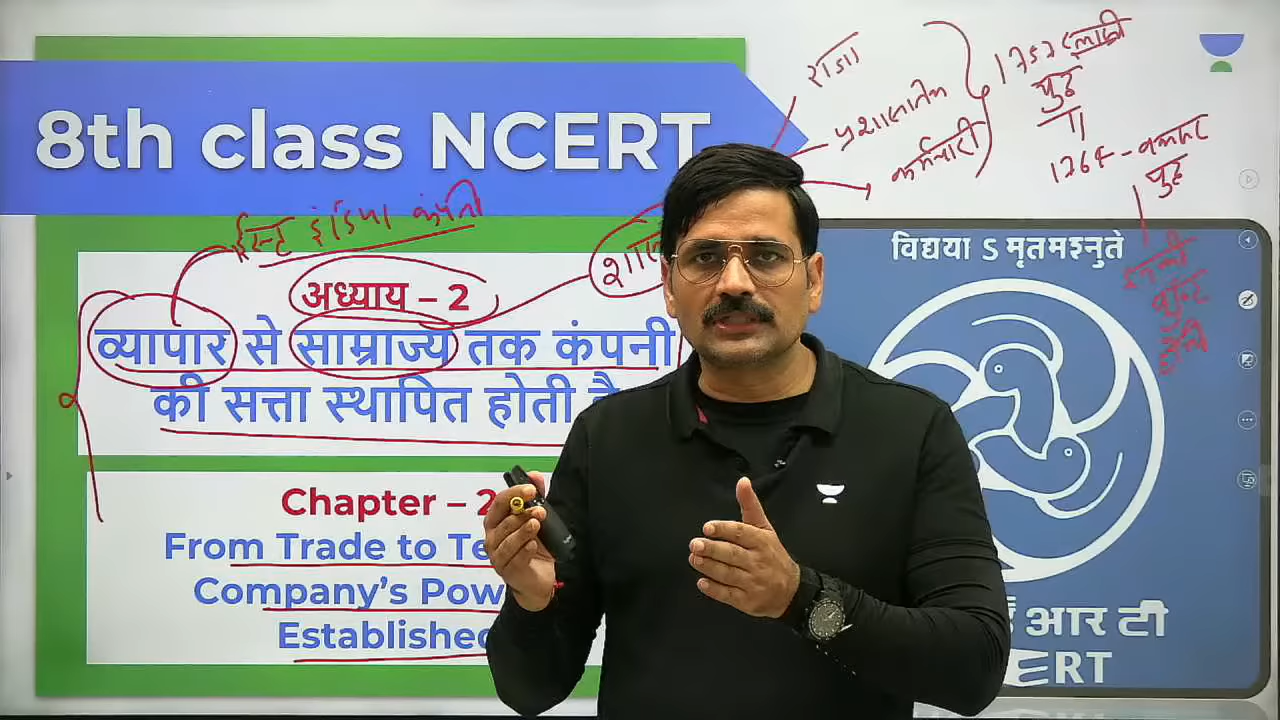 8th class NCERT
ईस्ट इंडिया कंपनी
अध्याय – 2
व्यापार से साम्राज्य तक कंपनी
की सत्ता स्थापित होती है
Chapter – 2
From Trade to Te
Company's Pow
Established
राजा
प्रशासनिक
कर्मचारी
1757 प्लासी
युद्ध
1764 - बक्सर
युद्ध
विद्यया S मृतमश्नुते
आर टी
ERT